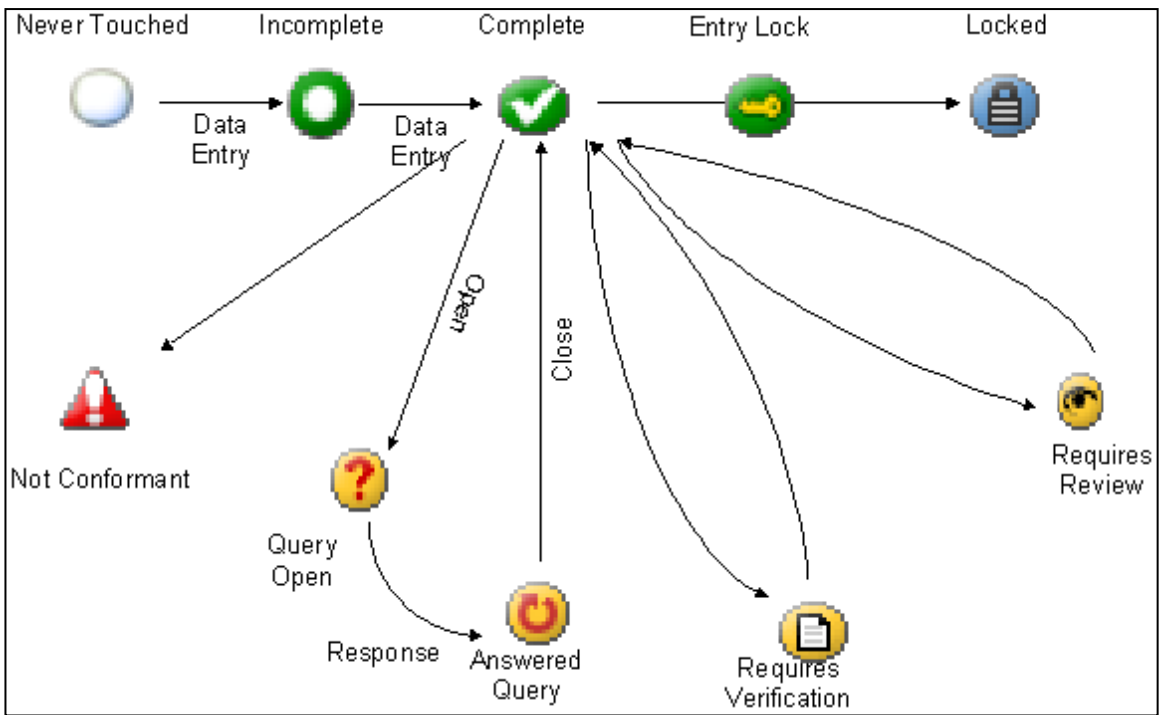 Never Touched
Incomplete
Complete
Entry Lock
Locked
Data
Entry
Data
Entry
Open
Close
Not Conformant
Requires
Review
Query
Open
Response
Answered
Query
Requires
Verification